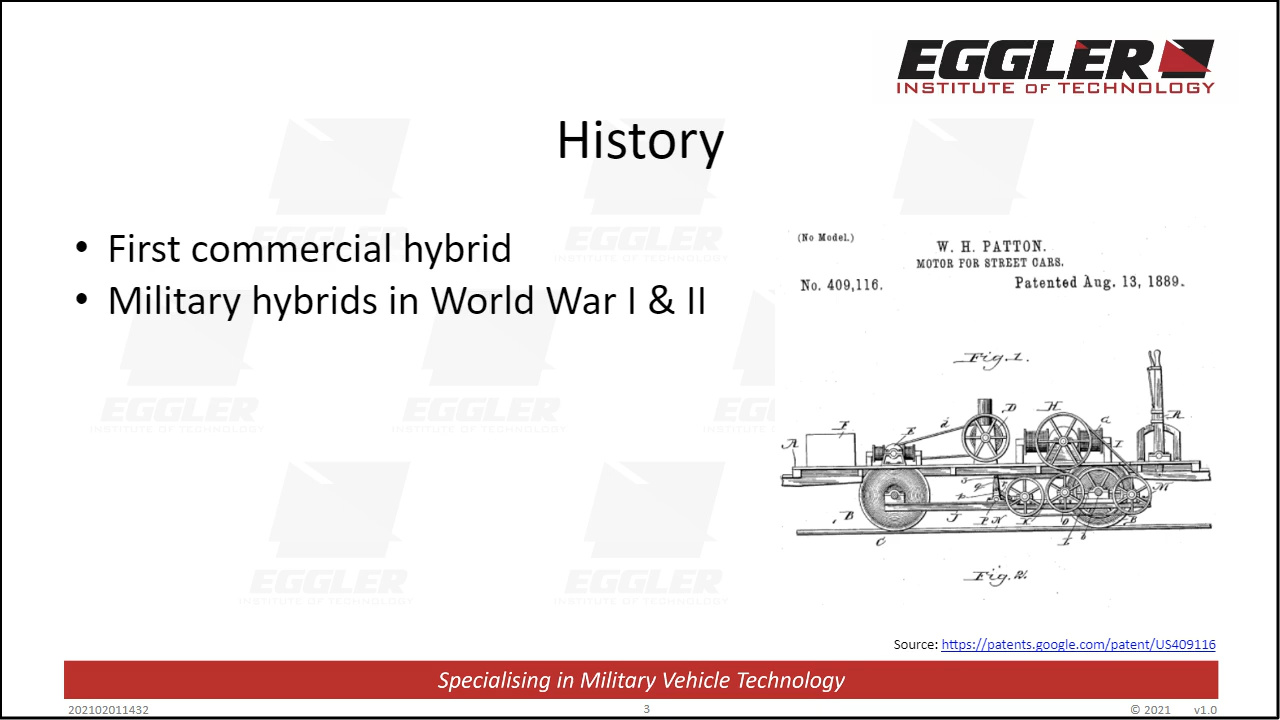 EGGLER
INSTITUTE OF TECHNOLOGY
History
• First commercial hybrid
• Military hybrids in World War I & II
(No Model.)
W. H. PATTON.
MOTOR FOR STREET CARS.
No. 409,116.
Patented Aug. 13, 1889.
Fig. 1.
Fig. 2.
Source: https://patents.google.com/patent/US409116
Specialising in Military Vehicle Technology
202102011432
3
© 2021
v1.0